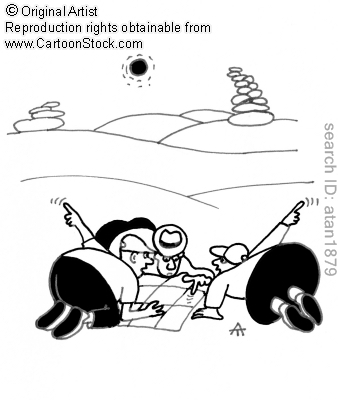 © Original Artist
Reproduction rights obtainable from
www.CartoonStock.com
search ID: atan1879